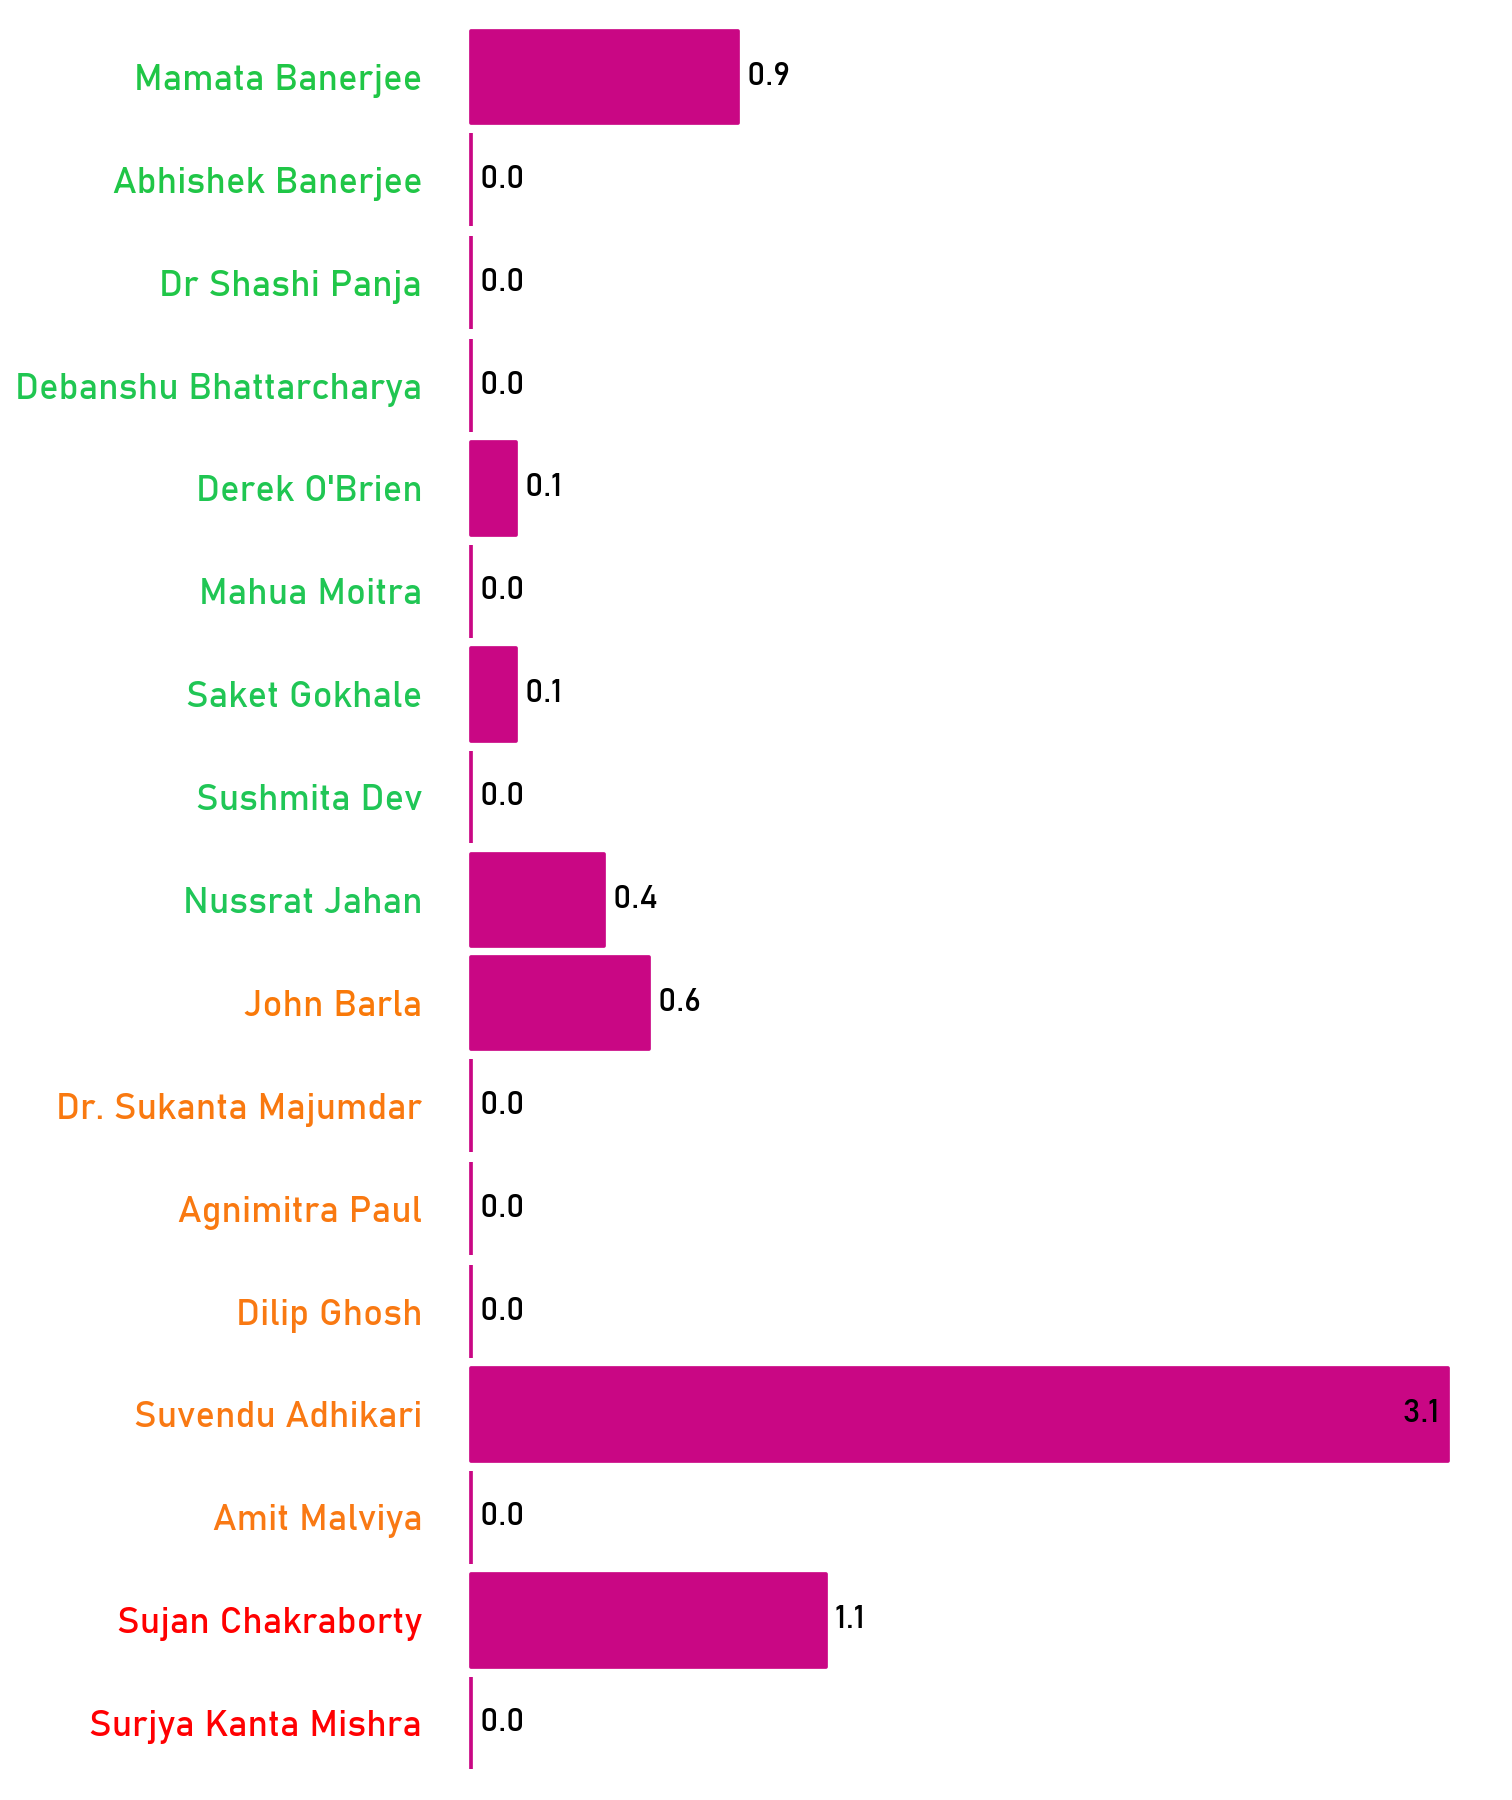 Mamata Banerjee 0.9
Abhishek Banerjee 0.0
Dr Shashi Panja 0.0
Debanshu Bhattarcharya 0.0
Derek O'Brien 0.1
Mahua Moitra 0.0
Saket Gokhale 0.1
Sushmita Dev 0.0
Nussrat Jahan 0.4
John Barla 0.6
Dr. Sukanta Majumdar 0.0
Agnimitra Paul 0.0
Dilip Ghosh 0.0
Suvendu Adhikari 3.1
Amit Malviya 0.0
Sujan Chakraborty 1.1
Surjya Kanta Mishra 0.0